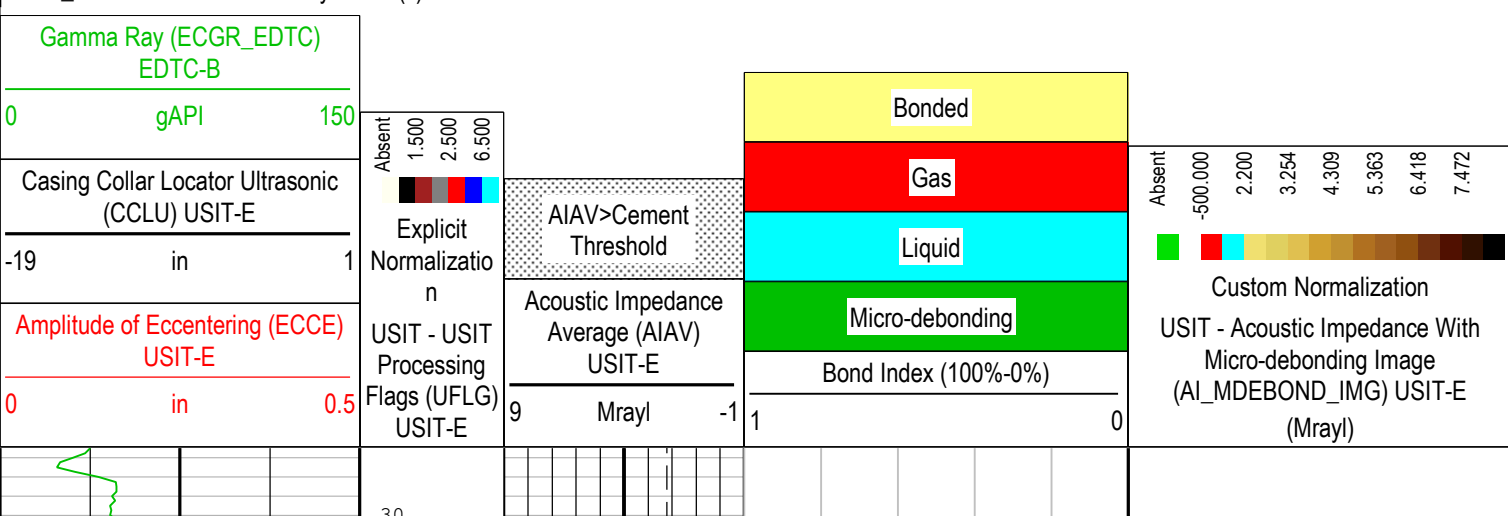 Gamma Ray (ECGR_EDTC)
EDTC-B
0 gAPI 150
Casing Collar Locator Ultrasonic
(CCLU) USIT-E
-19 in 1
Amplitude of Eccentering (ECCE)
USIT-E
0 in 0.5
Absent
1.500
2.500
6.500
Explicit
Normalizatio
n
USIT - USIT
Processing
Flags (UFLG)
USIT-E
AIAV>Cement
Threshold
Acoustic Impedance
Average (AIAV)
USIT-E
9 Mrayl -1
Bonded
Gas
Liquid
Micro-debonding
Bond Index (100%-0%)
1 0
Absent
-500.000
2.200
3.254
4.309
5.363
6.418
7.472
Custom Normalization
USIT - Acoustic Impedance With
Micro-debonding Image
(AI_MDEBOND_IMG) USIT-E
(Mrayl)
30